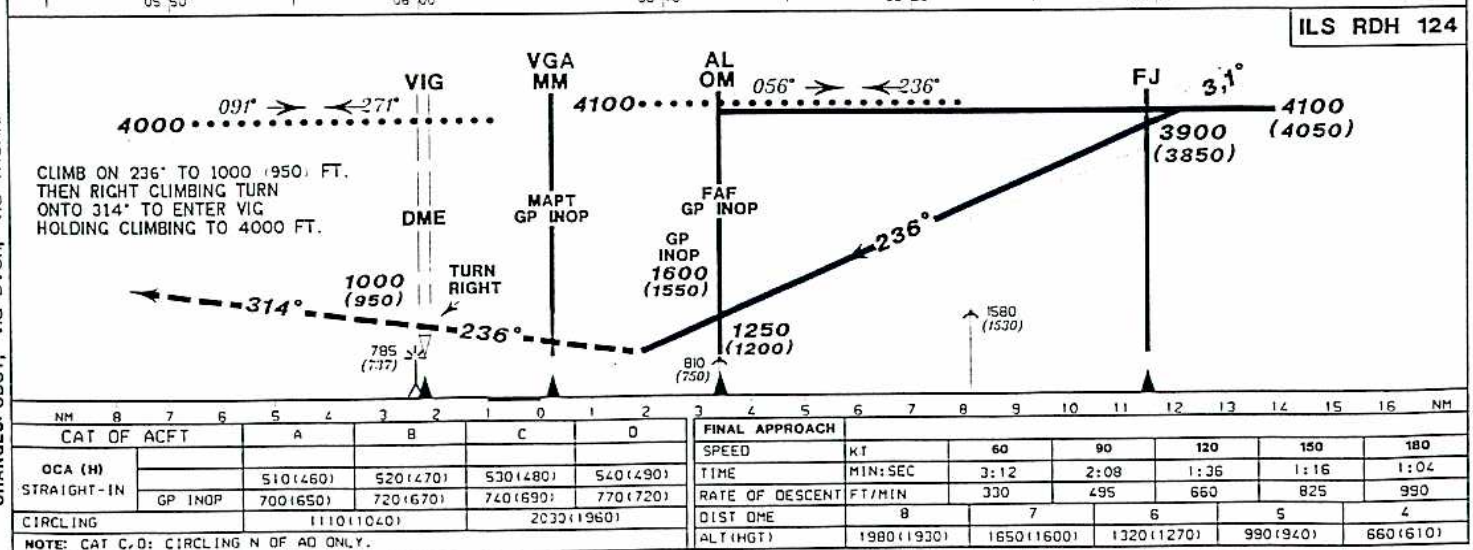 ILS RDH 124
VIG
VGA
MM
AL
OM
FJ
3,1°
091° 271°
4100
056° 236°
4100
(4050)
4000
3900
(3850)
CLIMB ON 236° TO 1000 (950) FT.
THEN RIGHT CLIMBING TURN
ONTO 314° TO ENTER VIG
HOLDING CLIMBING TO 4000 FT.
DME
MAPT
GP INOP
FAF
GP INOP
236°
GP
INOP
1600
(1550)
1000
(950)
TURN
RIGHT
314°
236°
1250
(1200)
1580
(1530)
785
(737)
810
(750)
NM 8 7 6 5 4 3 2 1 0 1 2 3 4 5 6 7 8 9 10 11 12 13 14 15 16 NM
CAT OF ACFT A B C D
OCA (H)
STRAIGHT-IN
510(460) 520(470) 530(480) 540(490)
GP INOP 700(650) 720(670) 740(690) 770(720)
CIRCLING 1110(1040) 2030(1960)
NOTE: CAT C,D: CIRCLING N OF AD ONLY.
FINAL APPROACH
SPEED KT 60 90 120 150 180
TIME MIN:SEC 3:12 2:08 1:36 1:16 1:04
RATE OF DESCENT FT/MIN 330 495 660 825 990
DIST DME 8 7 6 5 4
ALT(HGT) 1980(1930) 1650(1600) 1320(1270) 990(940) 660(610)